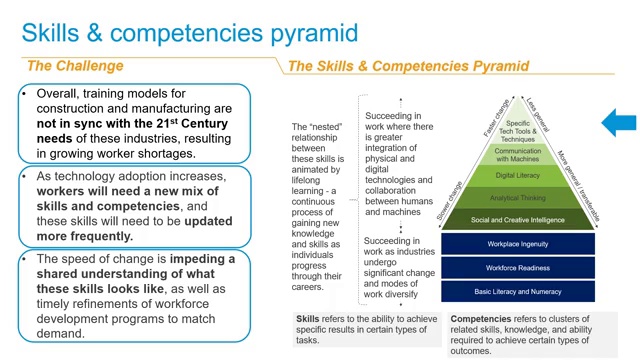 Skills & competencies pyramid
The Challenge
• Overall, training models for
construction and manufacturing are
not in sync with the 21st Century
needs of these industries, resulting
in growing worker shortages.
• As technology adoption increases,
workers will need a new mix of
skills and competencies, and
these skills will need to be updated
more frequently.
• The speed of change is impeding a
shared understanding of what
these skills looks like, as well as
timely refinements of workforce
development programs to match
demand.
The Skills & Competencies Pyramid
The “nested”
relationship
between
these skills is
animated by
lifelong
learning - a
continuous
process of
gaining new
knowledge
and skills as
individuals
progress
through their
careers.
Succeeding in
work where there
is greater
integration of
physical and
digital
technologies and
collaboration
between humans
and machines
Succeeding in
work as industries
undergo
significant change
and modes of
work diversify
Faster change
Slower change
Less general
More general / transferable
Specific
Tech Tools &
Techniques
Communication
with Machines
Digital Literacy
Analytical Thinking
Social and Creative Intelligence
Workplace Ingenuity
Workforce Readiness
Basic Literacy and Numeracy
Skills refers to the ability to achieve
specific results in certain types of
tasks.
Competencies refers to clusters of
related skills, knowledge, and ability
required to achieve certain types of
outcomes.